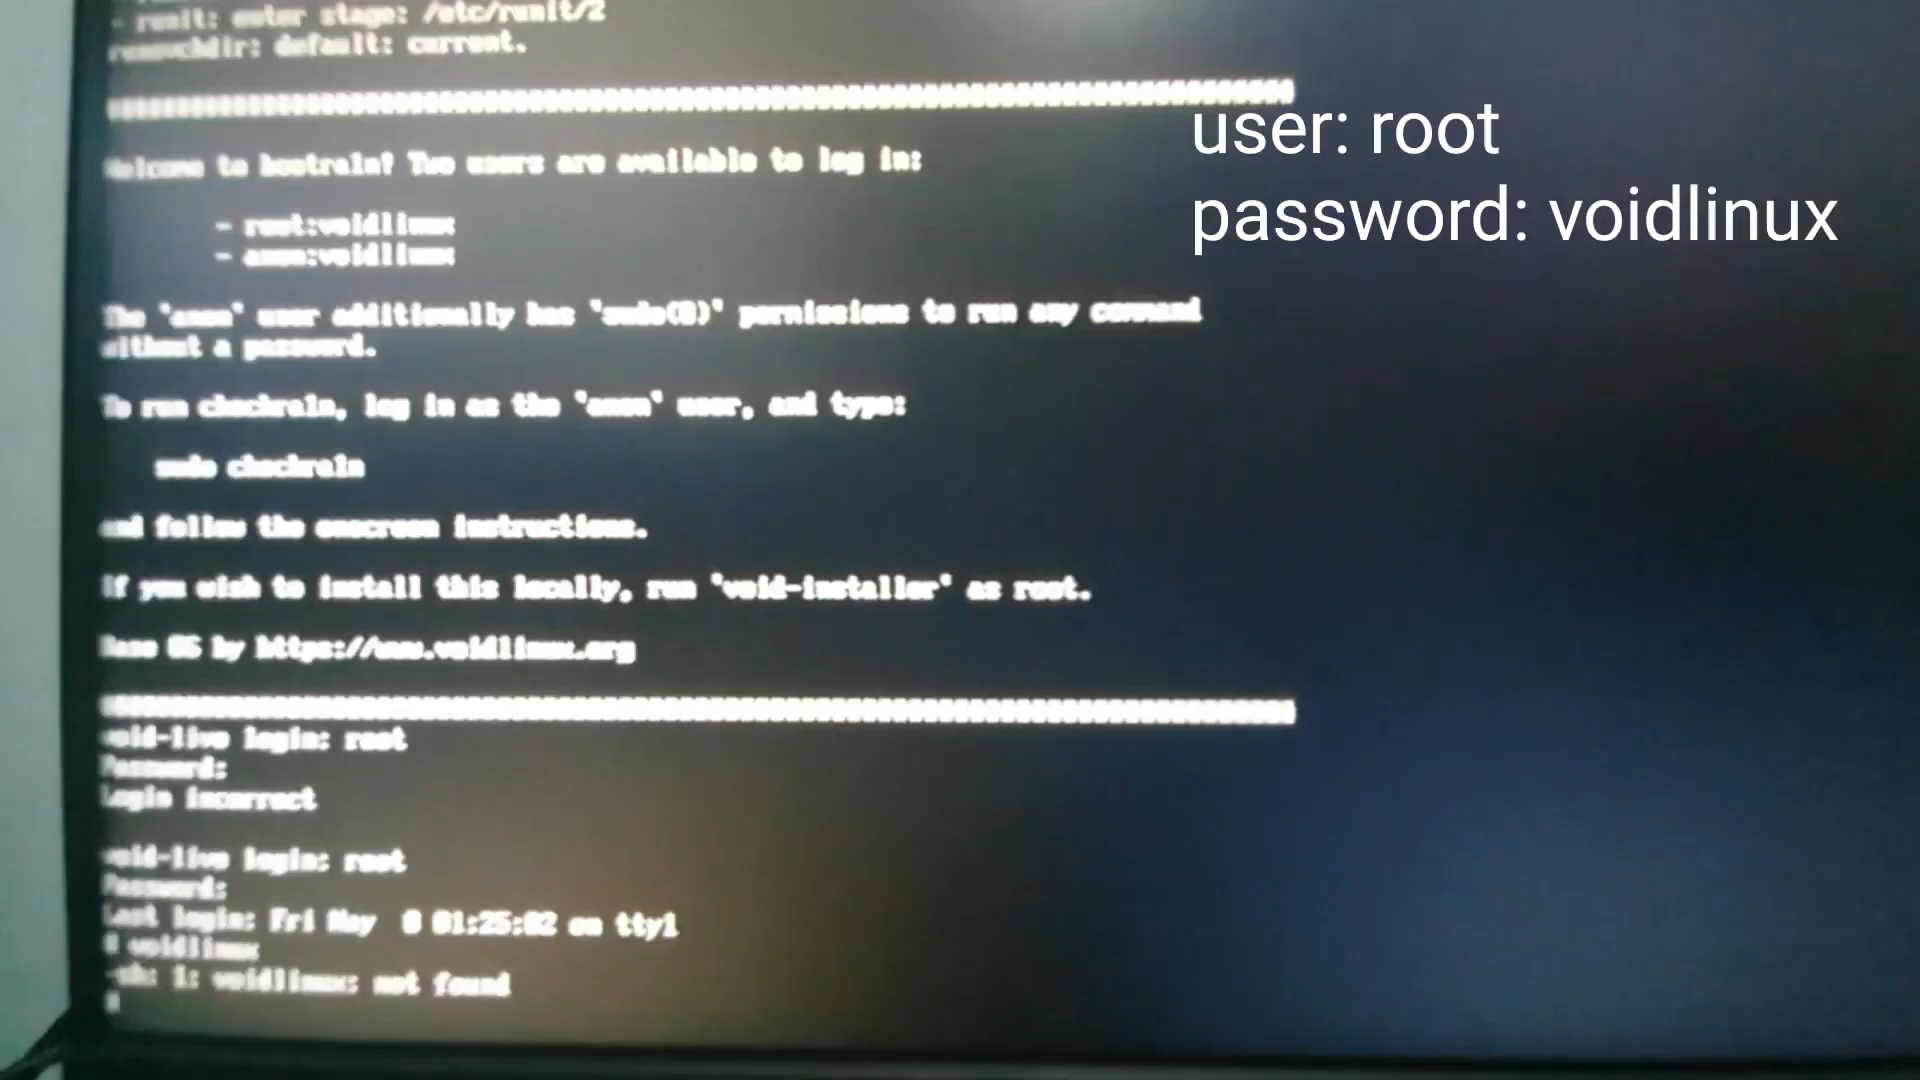 - runit: enter stage: /etc/runit/2
runsvchdir: default: current.
Welcome to bootra1n! Two users are available to log in:
- root:voidlinux
- anon:voidlinux
The `anon` user additionally has `sudo(8)` permissions to run any command
without a password.
To run checkra1n, log in as the `anon` user, and type:
sudo checkra1n
and follow the onscreen instructions.
If you wish to install this locally, run `void-installer` as root.
Base OS by https://www.voidlinux.org
void-live login: root
Password:
Login incorrect
void-live login: root
Password:
Last login: Fri May 8 01:25:02 on tty1
# voidlinux
-sh: 1: voidlinux: not found
#
user: root
password: voidlinux